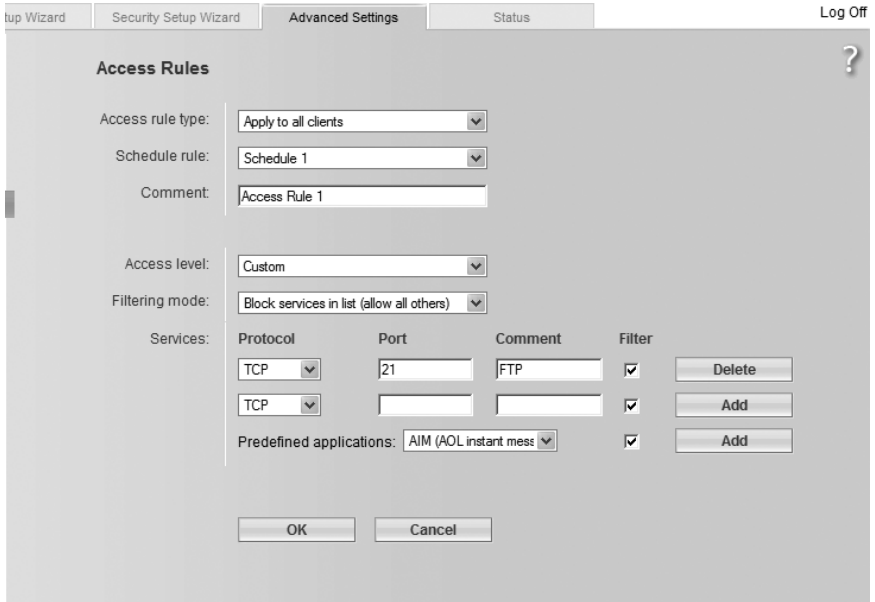 tup Wizard Security Setup Wizard Advanced Settings Status Log Off
?
Access Rules
Access rule type: Apply to all clients
Schedule rule: Schedule 1
Comment: Access Rule 1
Access level: Custom
Filtering mode: Block services in list (allow all others)
Services: Protocol Port Comment Filter
TCP 21 FTP Delete
TCP Add
Predefined applications: AIM (AOL instant mess Add
OK Cancel